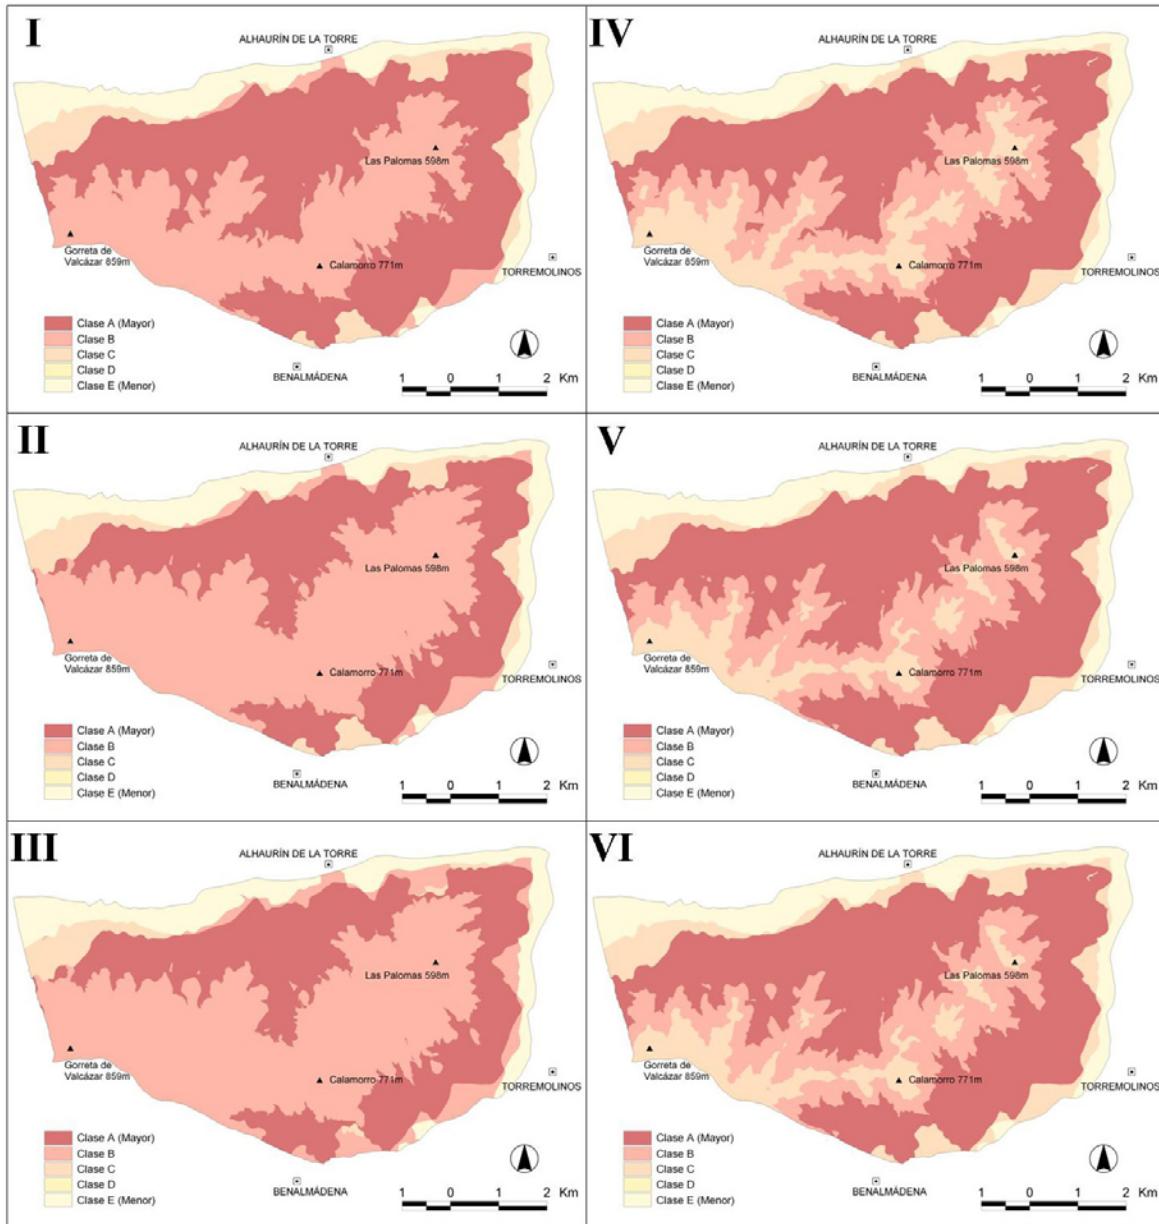 I
ALHAURÍN DE LA TORRE
Las Palomas 598m
Gorreta de
Valcázar 859m
Calamorro 771m
TORREMOLINOS
Clase A (Mayor)
Clase B
Clase C
Clase D
Clase E (Menor)
BENALMÁDENA
1 0 1 2 Km
IV
ALHAURÍN DE LA TORRE
Las Palomas 598m
Gorreta de
Valcázar 859m
Calamorro 771m
TORREMOLINOS
Clase A (Mayor)
Clase B
Clase C
Clase D
Clase E (Menor)
BENALMÁDENA
1 0 1 2 Km
II
ALHAURÍN DE LA TORRE
Las Palomas 598m
Gorreta de
Valcázar 859m
Calamorro 771m
TORREMOLINOS
Clase A (Mayor)
Clase B
Clase C
Clase D
Clase E (Menor)
BENALMÁDENA
1 0 1 2 Km
V
ALHAURÍN DE LA TORRE
Las Palomas 598m
Gorreta de
Valcázar 859m
Calamorro 771m
TORREMOLINOS
Clase A (Mayor)
Clase B
Clase C
Clase D
Clase E (Menor)
BENALMÁDENA
1 0 1 2 Km
III
ALHAURÍN DE LA TORRE
Las Palomas 598m
Gorreta de
Valcázar 859m
Calamorro 771m
TORREMOLINOS
Clase A (Mayor)
Clase B
Clase C
Clase D
Clase E (Menor)
BENALMÁDENA
1 0 1 2 Km
VI
ALHAURÍN DE LA TORRE
Las Palomas 598m
Gorreta de
Valcázar 859m
Calamorro 771m
TORREMOLINOS
Clase A (Mayor)
Clase B
Clase C
Clase D
Clase E (Menor)
BENALMÁDENA
1 0 1 2 Km